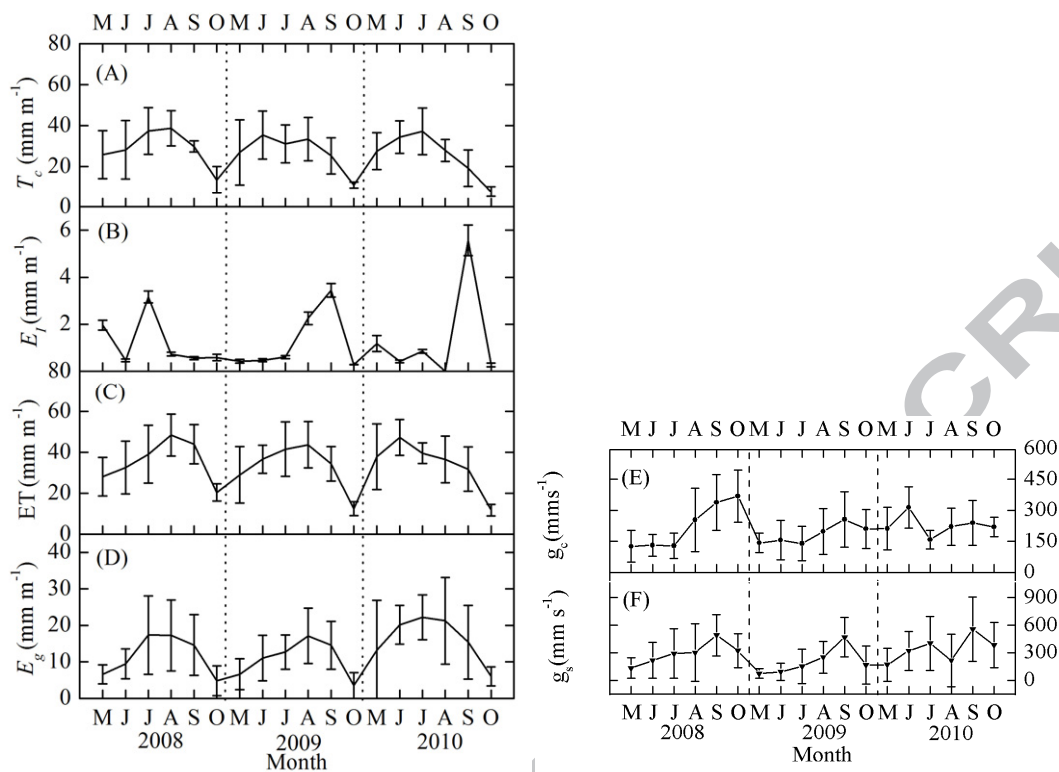 M J J A S O M J J A S O M J J A S O
80
(A)
60
40
20
0
T_c (mm m⁻¹)
(B)
6
4
2
80
E_I (mm m⁻¹)
(C)
60
40
20
0
ET (mm m⁻¹)
(D)
40
30
20
10
0
E_g (mm m⁻¹)
M J J A S O M J J A S O M J J A S O
2008 2009 2010
Month
CRI
M J J A S O M J J A S O M J J A S O
(E)
600
450
300
150
0
g_c(mms⁻¹)
(F)
900
600
300
0
g_s(mm s⁻¹)
M J J A S O M J J A S O M J J A S O
2008 2009 2010
Month